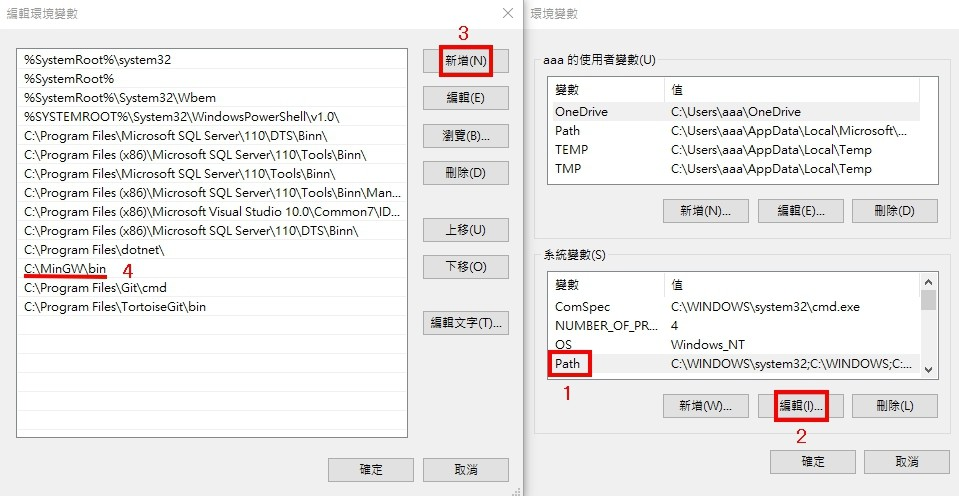 編輯環境變數
%SystemRoot%\system32
%SystemRoot%
%SystemRoot%\System32\Wbem
%SYSTEMROOT%\System32\WindowsPowerShell\v1.0\
C:\Program Files\Microsoft SQL Server\110\DTS\Binn\
C:\Program Files (x86)\Microsoft SQL Server\110\Tools\Binn\
C:\Program Files\Microsoft SQL Server\110\Tools\Binn\
C:\Program Files (x86)\Microsoft SQL Server\110\Tools\Binn\Man...
C:\Program Files (x86)\Microsoft Visual Studio 10.0\Common7\ID...
C:\Program Files (x86)\Microsoft SQL Server\110\DTS\Binn\
C:\Program Files\dotnet\
C:\MinGW\bin 4
C:\Program Files\Git\cmd
C:\Program Files\TortoiseGit\bin
3
新增(N)
編輯(E)
瀏覽(B)...
刪除(D)
上移(U)
下移(O)
編輯文字(T)...
確定 取消
環境變數
aaa 的使用者變數(U)
變數 值
OneDrive C:\Users\aaa\OneDrive
Path C:\Users\aaa\AppData\Local\Microsoft\...
TEMP C:\Users\aaa\AppData\Local\Temp
TMP C:\Users\aaa\AppData\Local\Temp
新增(N)... 編輯(E)... 刪除(D)
系統變數(S)
變數 值
ComSpec C:\WINDOWS\system32\cmd.exe
NUMBER_OF_PR... 4
OS Windows_NT
Path C:\WINDOWS\system32;C:\WINDOWS;C:...
1
新增(W)... 編輯(I)... 刪除(L)
2
確定 取消